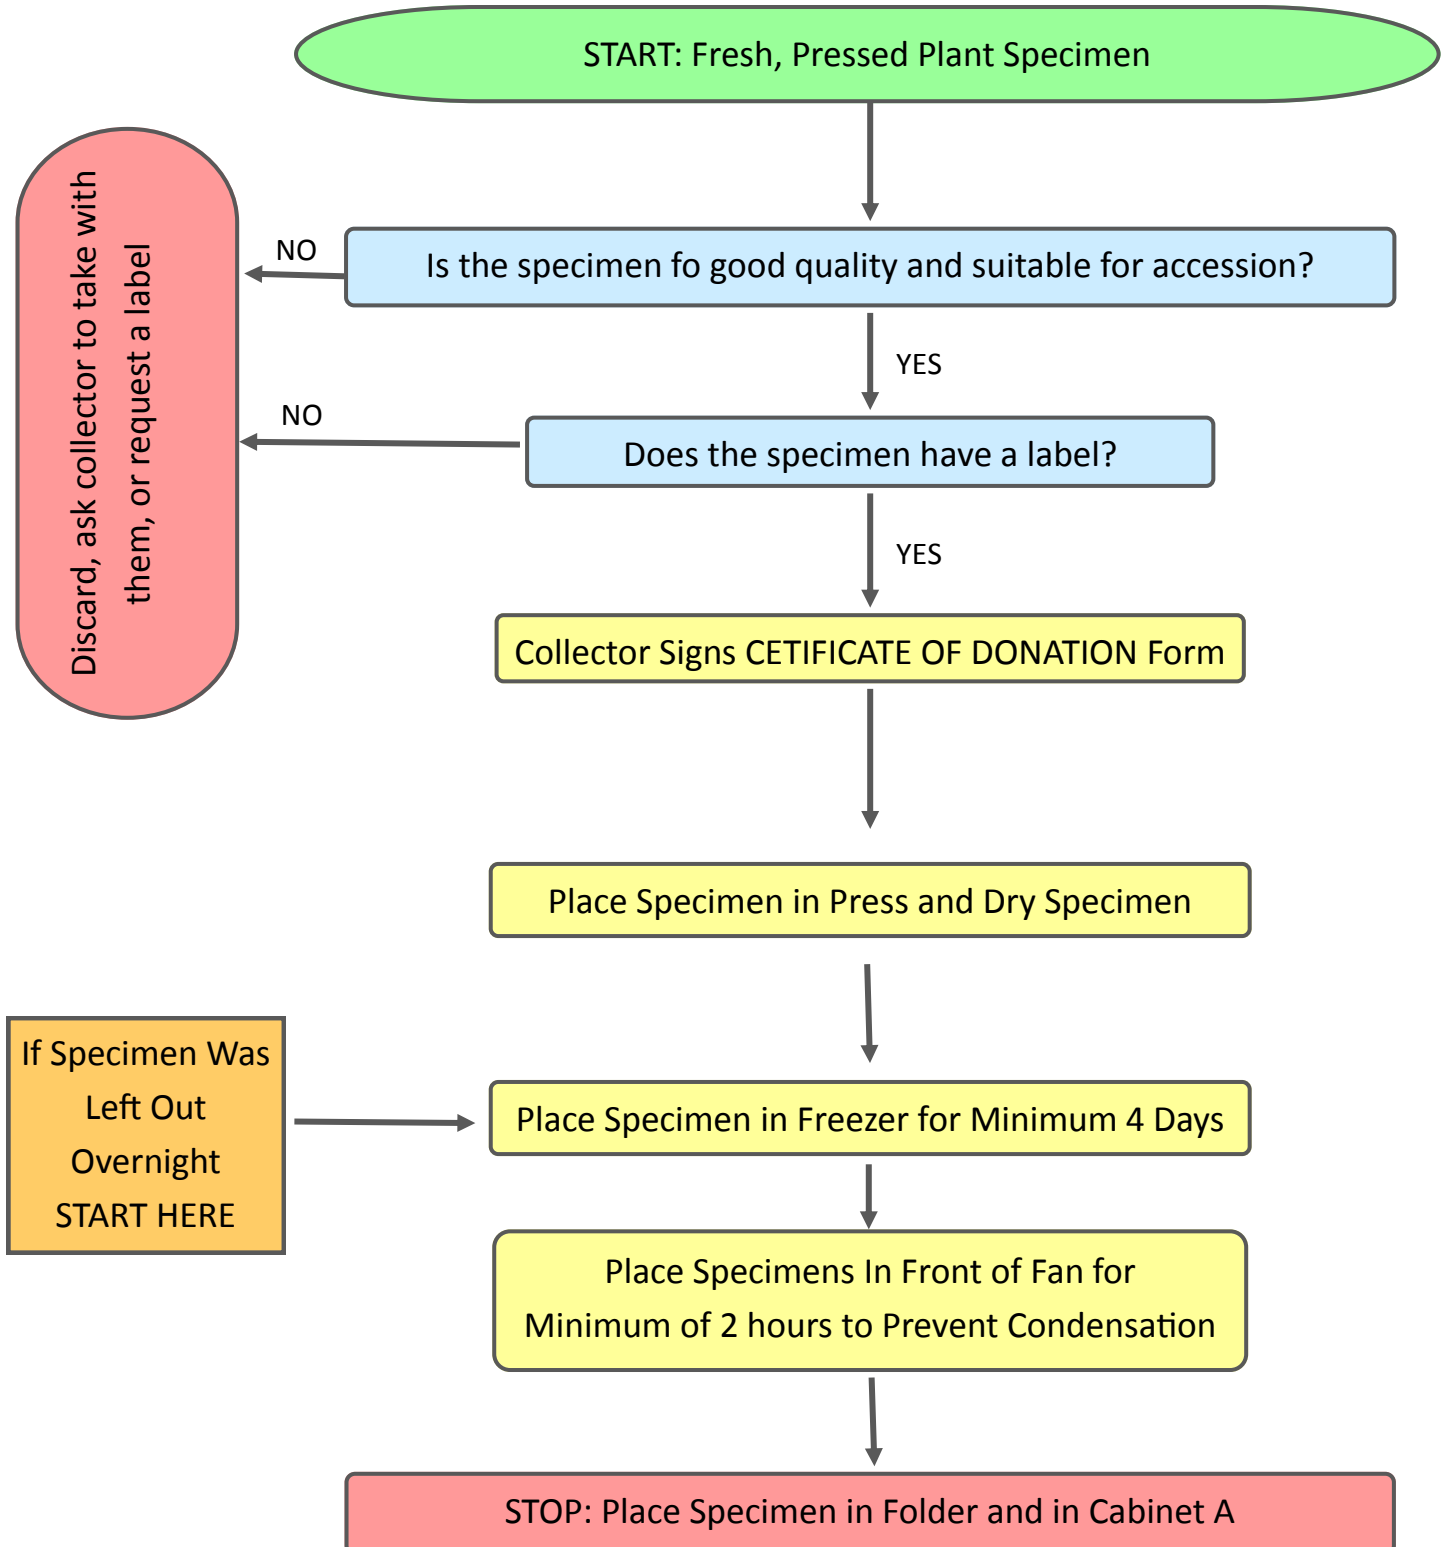 START: Fresh, Pressed Plant Specimen
Discard, ask collector to take with
them, or request a label
NO
Is the specimen fo good quality and suitable for accession?
YES
NO
Does the specimen have a label?
YES
Collector Signs CETIFICATE OF DONATION Form
Place Specimen in Press and Dry Specimen
If Specimen Was
Left Out
Overnight
START HERE
Place Specimen in Freezer for Minimum 4 Days
Place Specimens In Front of Fan for
Minimum of 2 hours to Prevent Condensation
STOP: Place Specimen in Folder and in Cabinet A